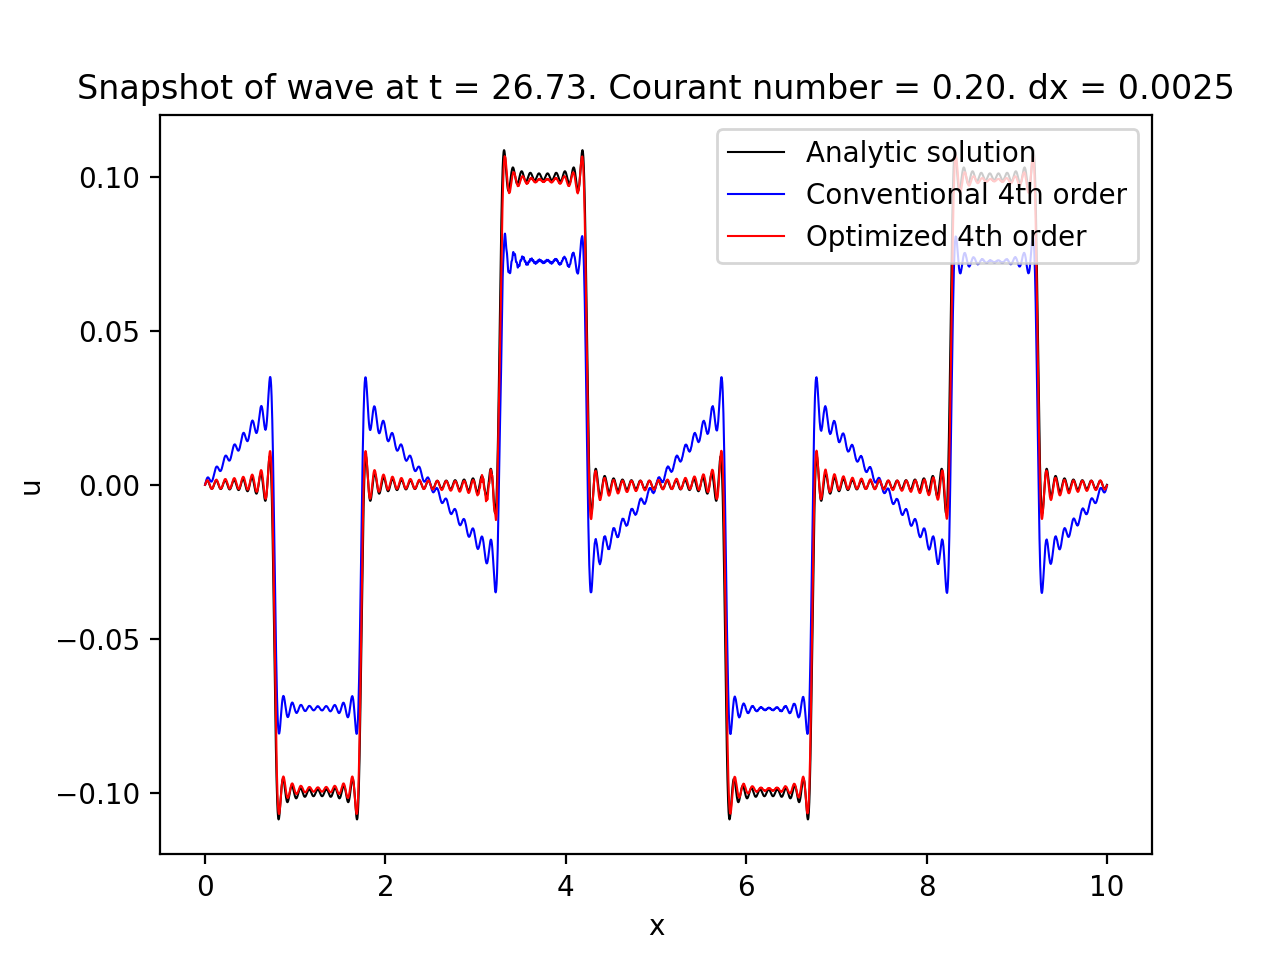 Snapshot of wave at t = 26.73. Courant number = 0.20. dx = 0.0025
Analytic solution
Conventional 4th order
Optimized 4th order
0.10
0.05
0.00
−0.05
−0.10
u
0 2 4 6 8 10
x